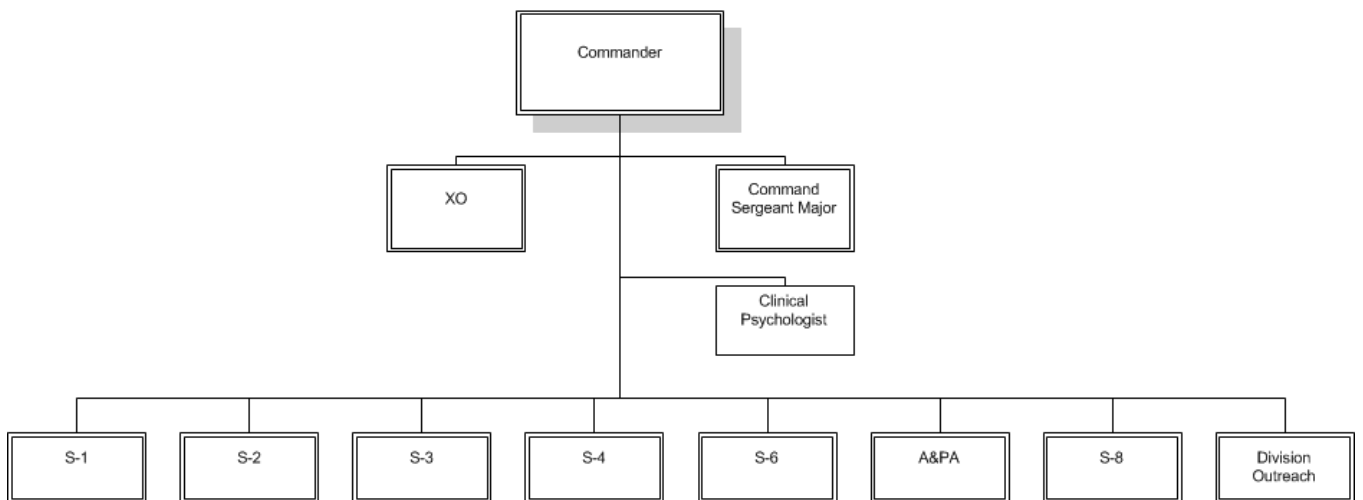 Commander
XO
Command
Sergeant Major
Clinical
Psychologist
S-1
S-2
S-3
S-4
S-6
A&PA
S-8
Division
Outreach